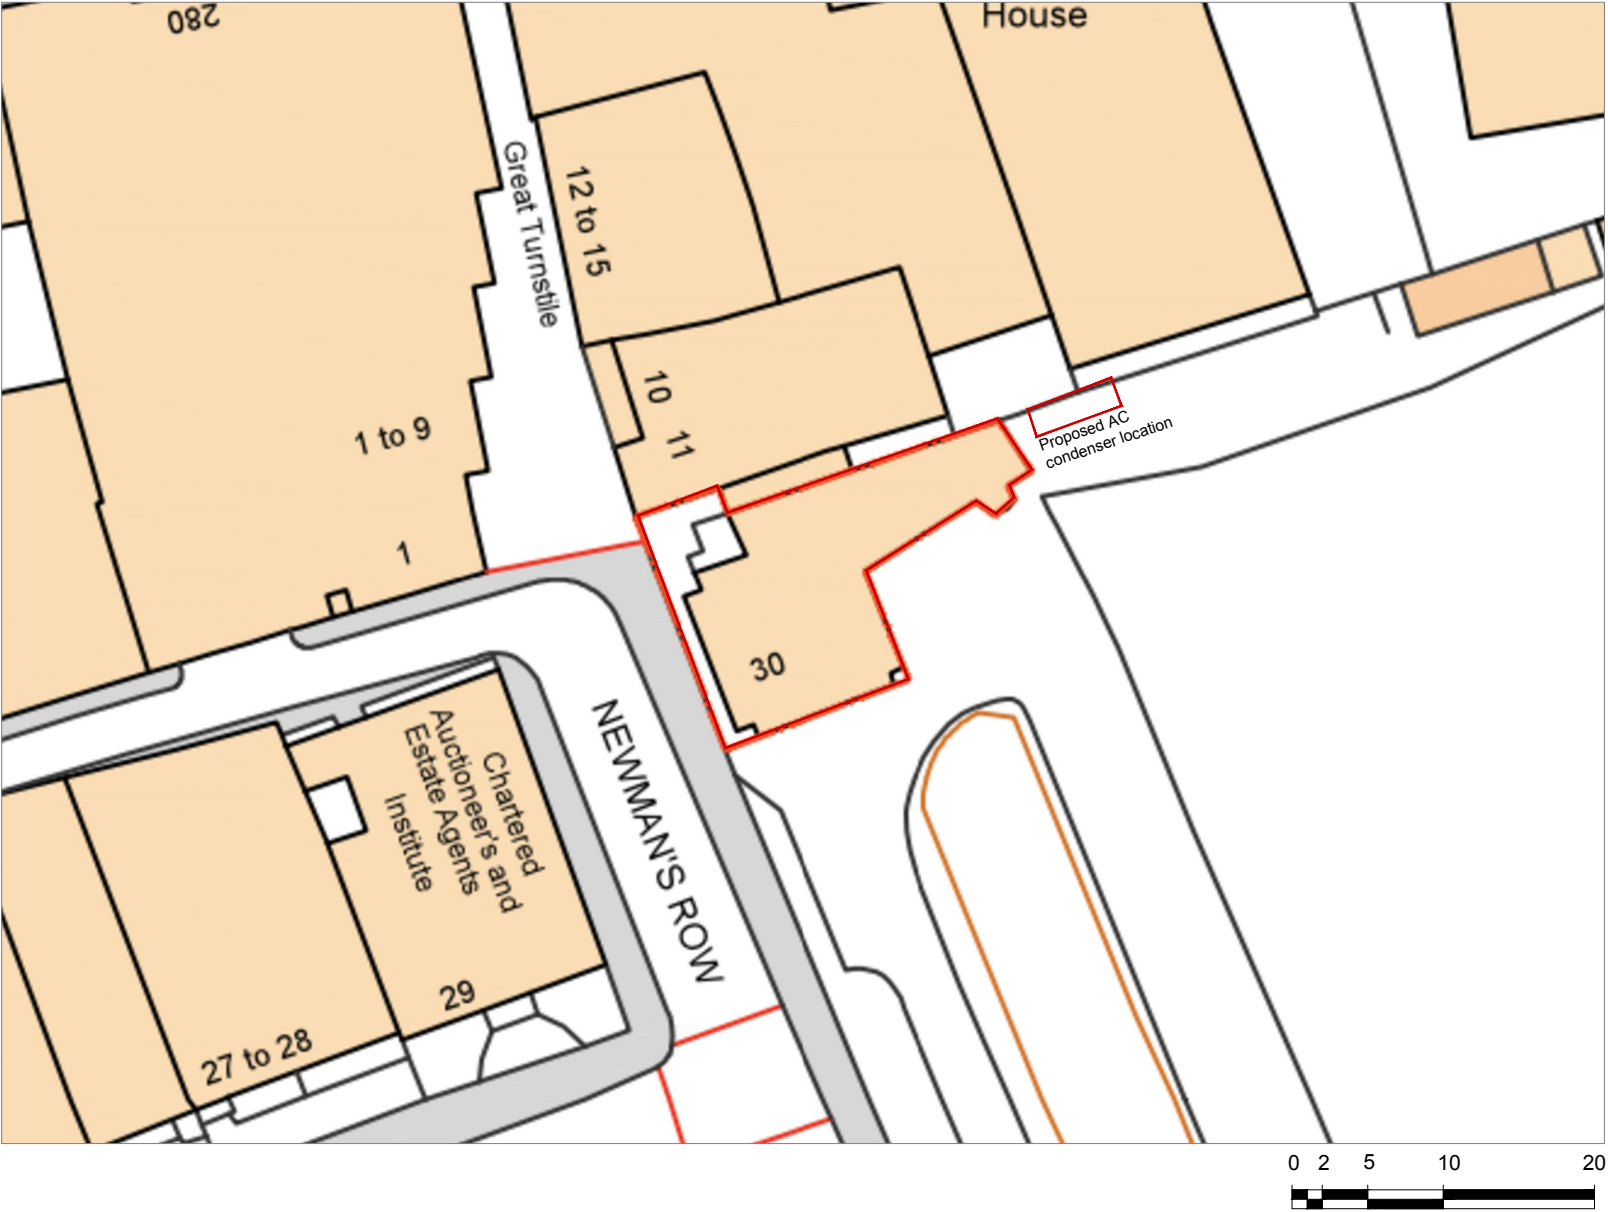 280
House
Great Turnstile
12 to 15
10
11
1 to 9
1
Proposed AC
condenser location
30
NEWMAN'S ROW
Chartered
Auctioneer's and
Estate Agents
Institute
29
27 to 28
0 2 5 10 20